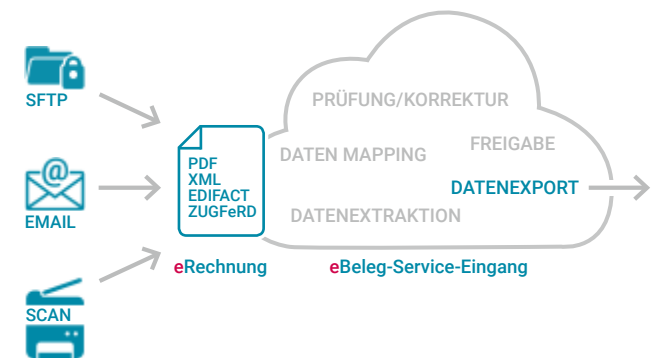 SFTP
EMAIL
SCAN
PDF
XML
EDIFACT
ZUGFeRD
eRechnung
PRÜFUNG/KORREKTUR
DATEN MAPPING
FREIGABE
DATENEXPORT
DATENEXTRAKTION
eBeleg-Service-Eingang